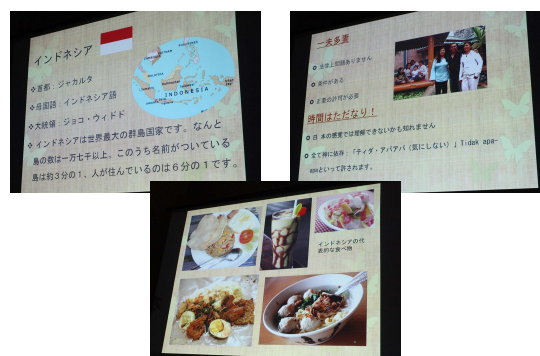 インドネシア
首都：ジャカルタ
母国語：インドネシア語
大統領：ジョコ・ウィドド
インドネシアは世界最大の群島国家です。なんと
島の数は一万七千以上。このうち名前がついている
島は約３分の１、人が住んでいるのは６分の１です。
INDONESIA
一夫多妻
法律上問題ありません
条件がある
正妻の許可が必要
時間はただなり！
日本の感覚では理解できないかも知れません
全て神に依存：「ティダ・アパアパ（気にしない）」Tidak apa-
apaといって許されます。
インドネシアの代
表的な食べ物